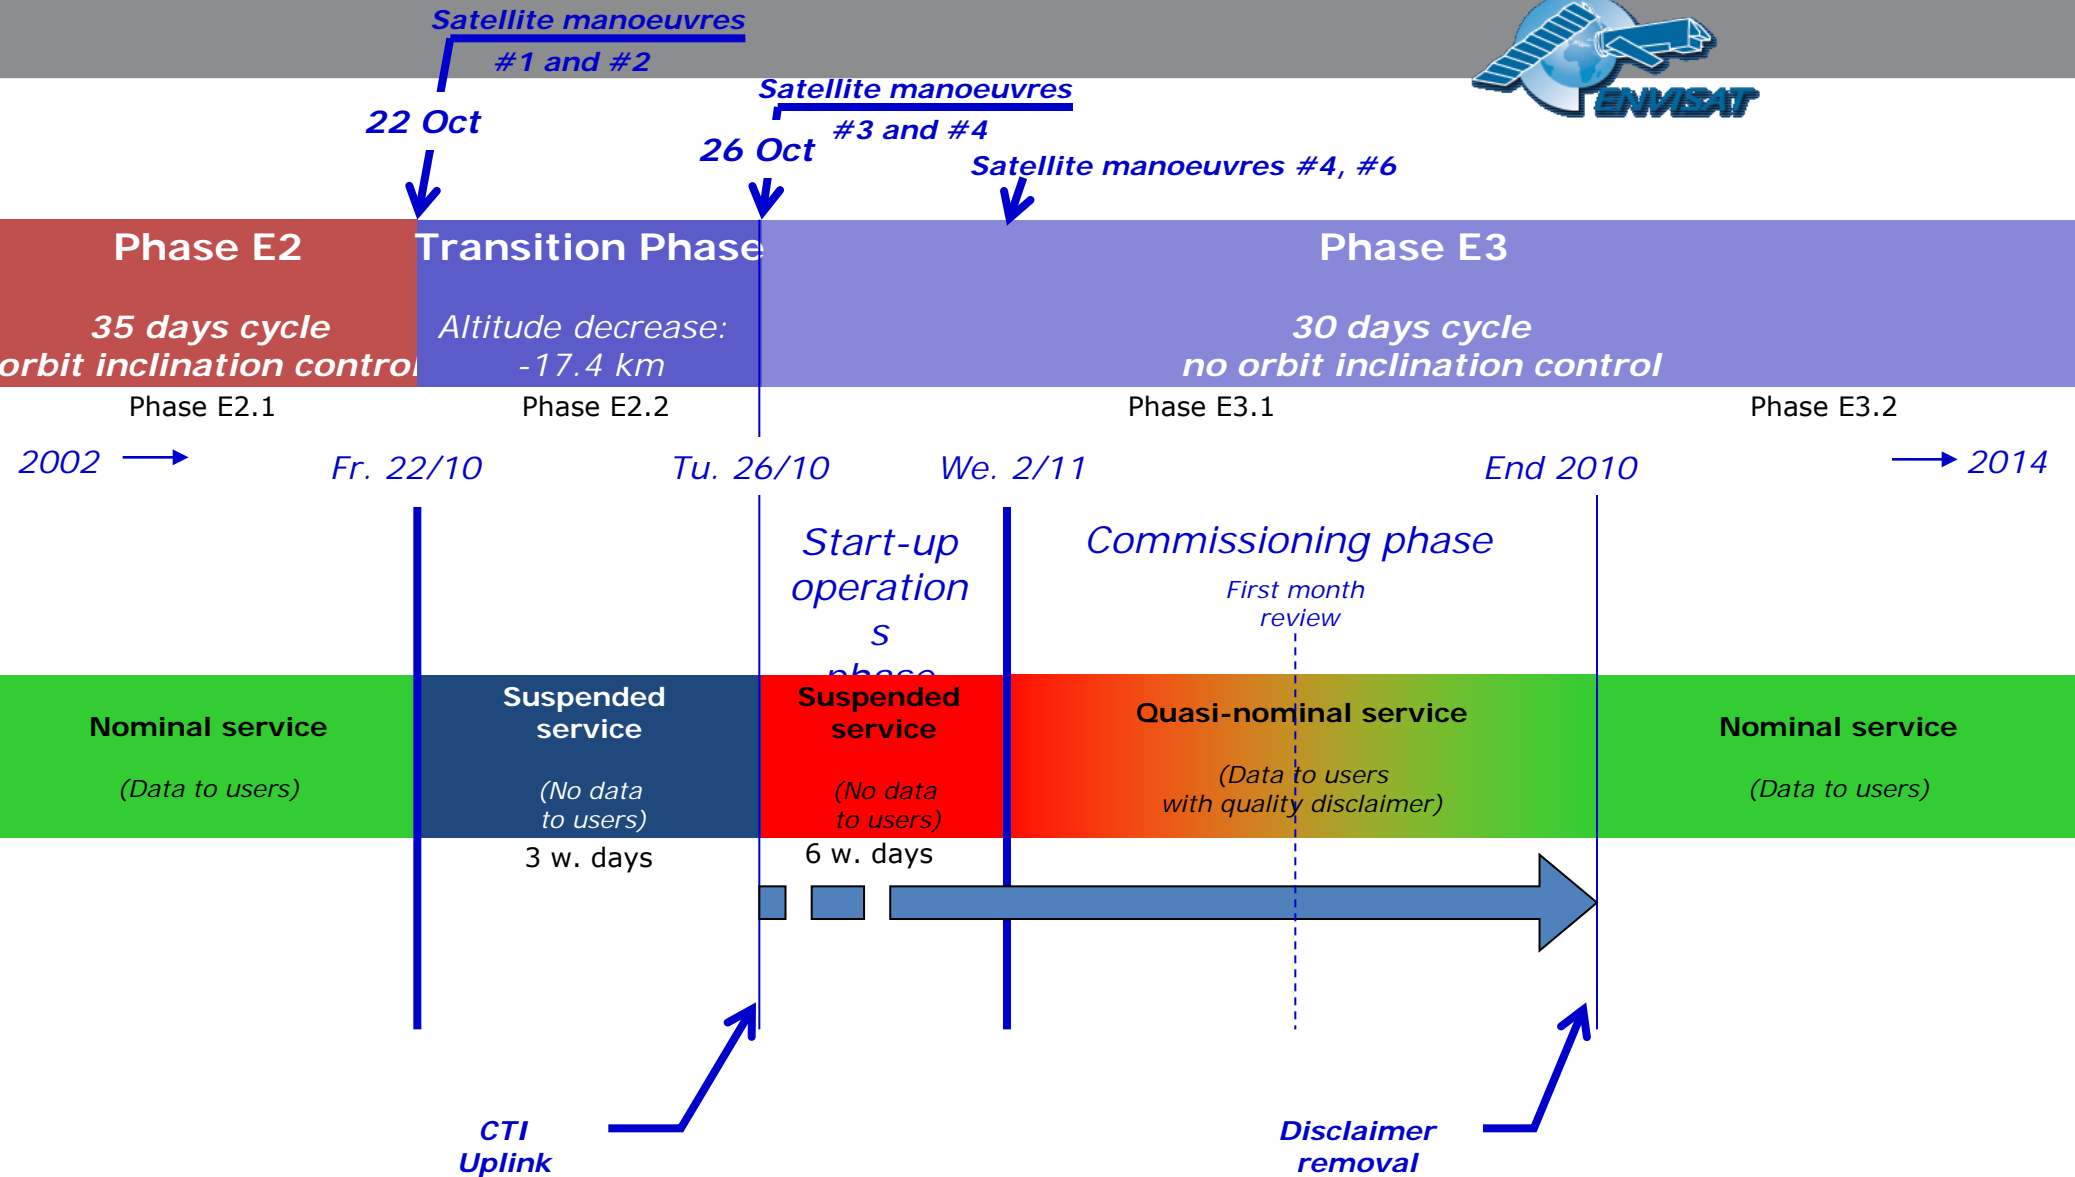 Satellite manoeuvres
#1 and #2
ENVISAT
22 Oct
Satellite manoeuvres
#3 and #4
26 Oct
Satellite manoeuvres #4, #6
Phase E2
35 days cycle
orbit inclination control
Transition Phase
Altitude decrease:
-17.4 km
Phase E3
30 days cycle
no orbit inclination control
Phase E2.1
Phase E2.2
Phase E3.1
Phase E3.2
2002
Fr. 22/10
Tu. 26/10
We. 2/11
End 2010
2014
Start-up
operation
s
phase
Commissioning phase
First month
review
Nominal service
(Data to users)
Suspended
service
(No data
to users)
Suspended
service
(No data
to users)
Quasi-nominal service
(Data to users
with quality disclaimer)
Nominal service
(Data to users)
3 w. days
6 w. days
CTI
Uplink
Disclaimer
removal